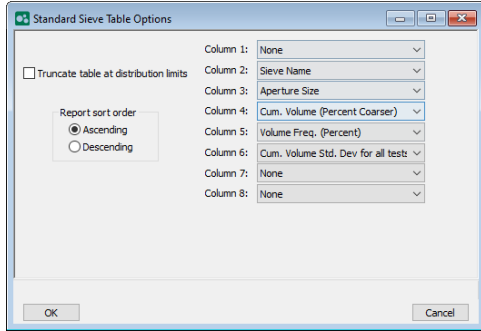 Standard Sieve Table Options
Column 1: None
Truncate table at distribution limits
Column 2: Sieve Name
Column 3: Aperture Size
Report sort order
Column 4: Cum. Volume (Percent Coarser)
Ascending
Column 5: Volume Freq. (Percent)
Descending
Column 6: Cum. Volume Std. Dev for all tests
Column 7: None
Column 8: None
OK
Cancel